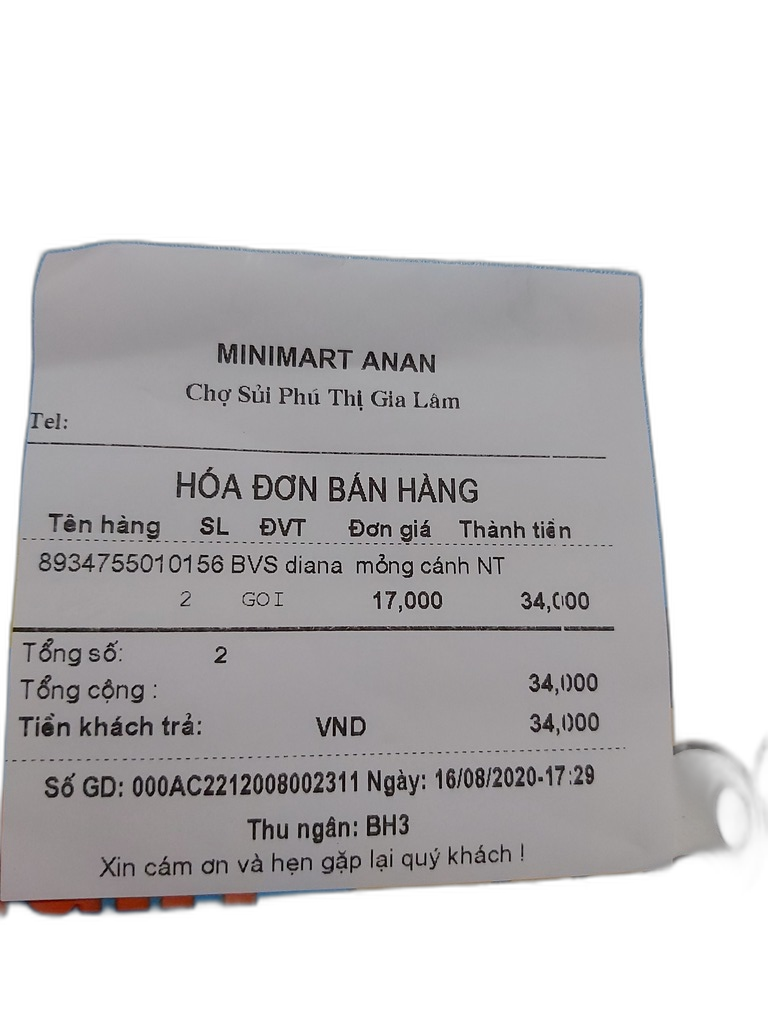 MINIMART ANAN
Chợ Sủi Phú Thị Gia Lâm
Tel:
HÓA ĐƠN BÁN HÀNG
Tên hàng SL ĐVT Đơn giá Thành tiền
8934755010156 BVS diana mỏng cánh NT
2 GOI 17,000 34,000
Tổng số: 2
Tổng cộng : 34,000
Tiền khách trả: VND 34,000
Số GD: 000AC2212008002311 Ngày: 16/08/2020-17:29
Thu ngân: BH3
Xin cám ơn và hẹn gặp lại quý khách !